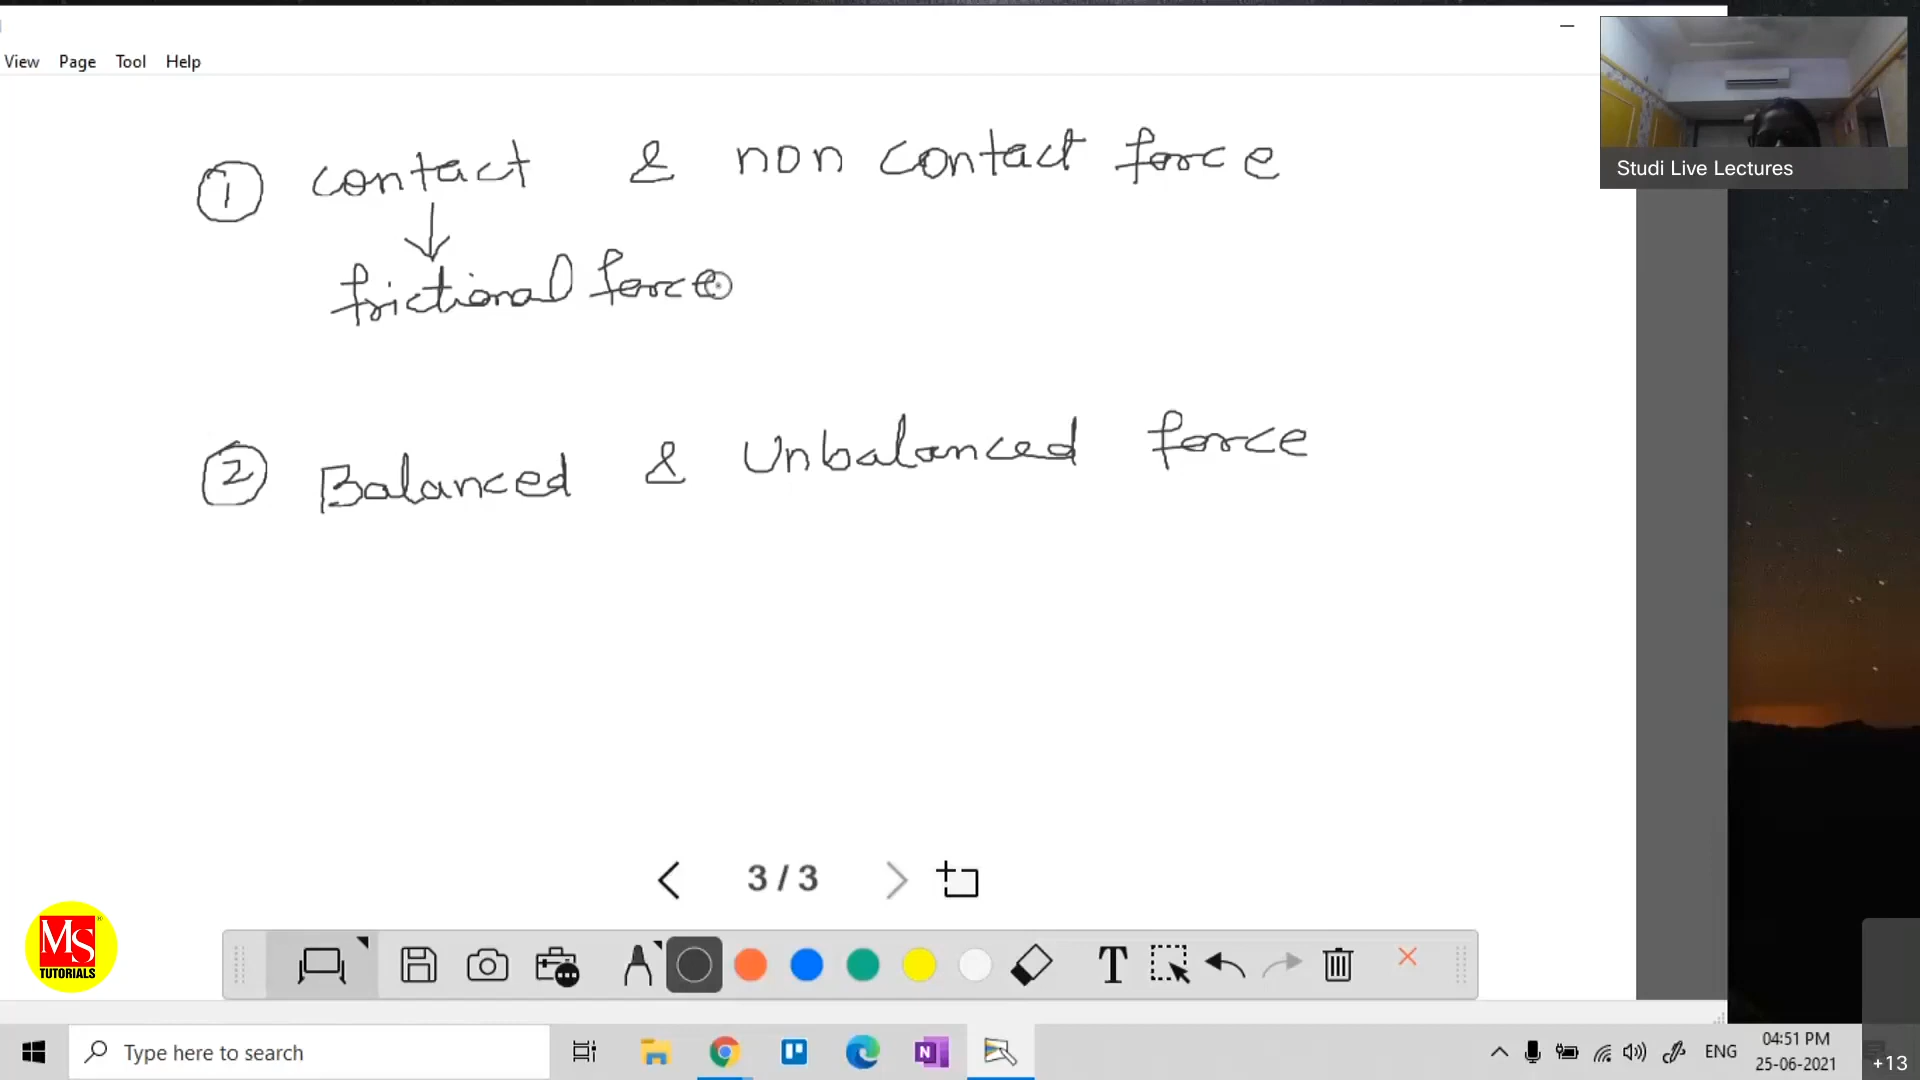 View Page Tool Help
Studi Live Lectures
1 contact & non contact force
frictional force
2 Balanced & Unbalanced force
3 / 3
MS
TUTORIALS
T
Type here to search
N
ENG
04:51 PM
25-06-2021
+13